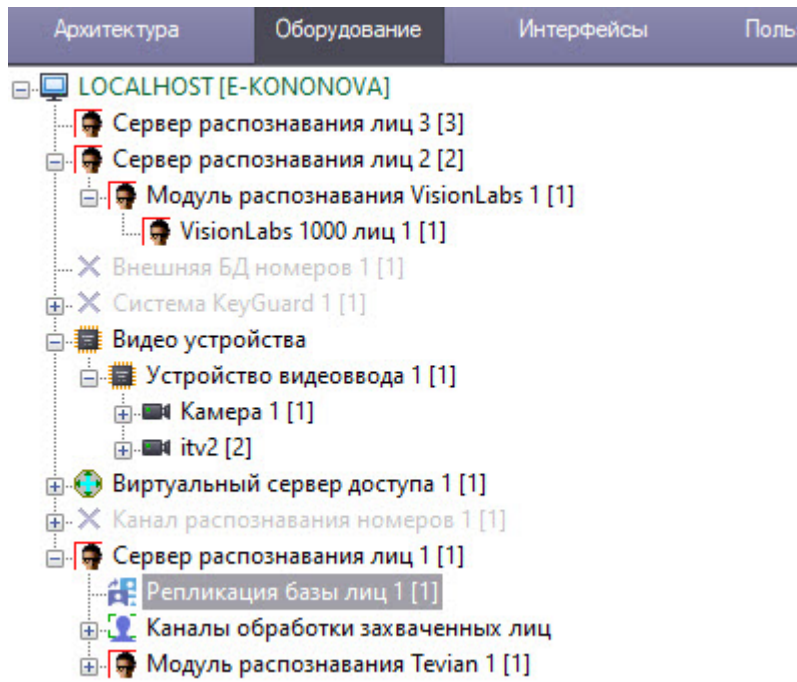 Архитектура Оборудование Интерфейсы Поль
LOCALHOST [E-KONONOVA]
Сервер распознавания лиц 3 [3]
Сервер распознавания лиц 2 [2]
Модуль распознавания VisionLabs 1 [1]
VisionLabs 1000 лиц 1 [1]
Внешняя БД номеров 1 [1]
Система KeyGuard 1 [1]
Видео устройства
Устройство видеоввода 1 [1]
Камера 1 [1]
itv2 [2]
Виртуальный сервер доступа 1 [1]
Канал распознавания номеров 1 [1]
Сервер распознавания лиц 1 [1]
Репликация базы лиц 1 [1]
Каналы обработки захваченных лиц
Модуль распознавания Tevian 1 [1]